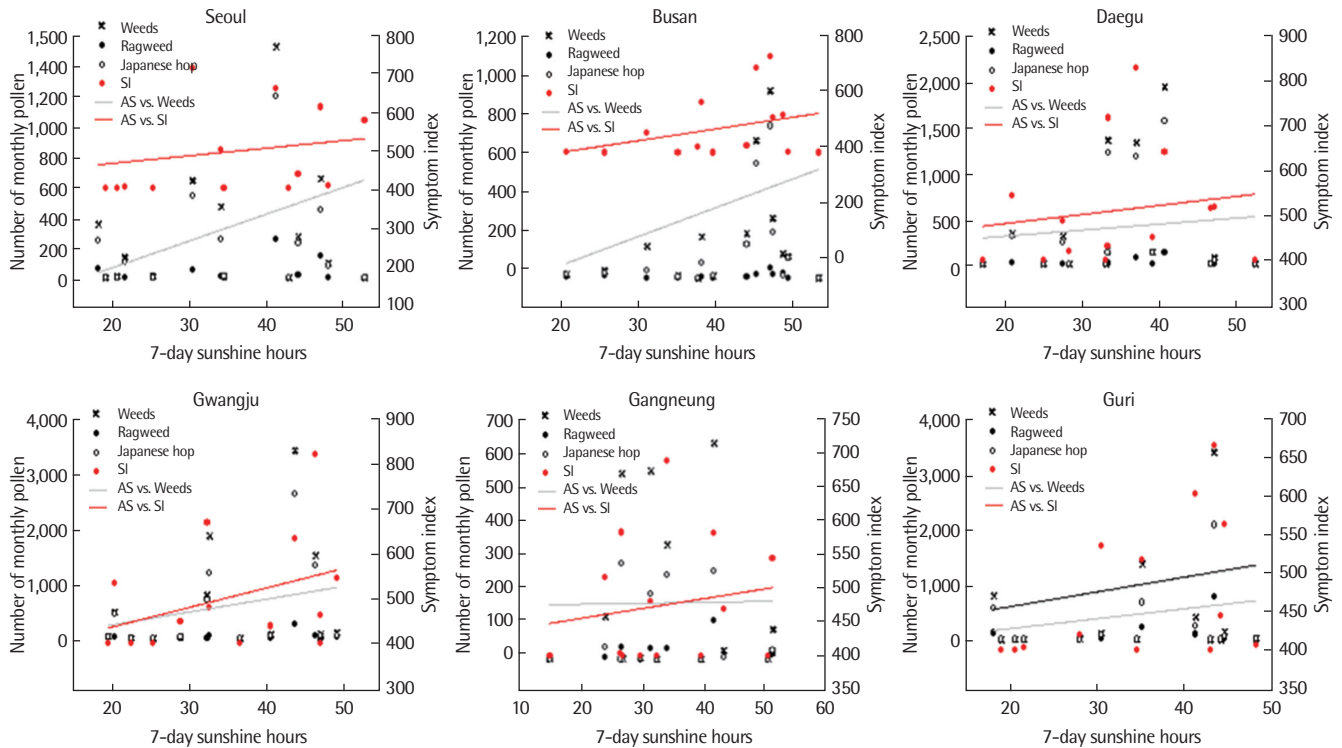 Seoul
Weeds
Ragweed
Japanese hop
SI
AS vs. Weeds
AS vs. SI
1,500
1,400
1,200
1,000
800
600
400
200
0
800
700
600
500
400
300
200
100
20
30
40
50
Number of monthly pollen
Symptom index
7-day sunshine hours
Busan
Weeds
Ragweed
Japanese hop
SI
AS vs. Weeds
AS vs. SI
1,200
1,000
800
600
400
200
0
800
600
400
200
0
20
30
40
50
Number of monthly pollen
Symptom index
7-day sunshine hours
Daegu
Weeds
Ragweed
Japanese hop
SI
AS vs. Weeds
AS vs. SI
2,500
2,000
1,500
1,000
500
0
900
800
700
600
500
400
300
20
30
40
50
Number of monthly pollen
Symptom index
7-day sunshine hours
Gwangju
Weeds
Ragweed
Japanese hop
SI
AS vs. Weeds
AS vs. SI
4,000
3,000
2,000
1,000
0
900
800
700
600
500
400
300
20
30
40
50
Number of monthly pollen
Symptom index
7-day sunshine hours
Gangneung
Weeds
Ragweed
Japanese hop
SI
AS vs. Weeds
AS vs. SI
700
600
500
400
300
200
100
0
750
700
650
600
550
500
450
400
350
10
20
30
40
50
60
Number of monthly pollen
Symptom index
7-day sunshine hours
Guri
Weeds
Ragweed
Japanese hop
SI
AS vs. Weeds
AS vs. SI
4,000
3,000
2,000
1,000
0
700
650
600
550
500
450
400
350
20
30
40
50
Number of monthly pollen
Symptom index
7-day sunshine hours